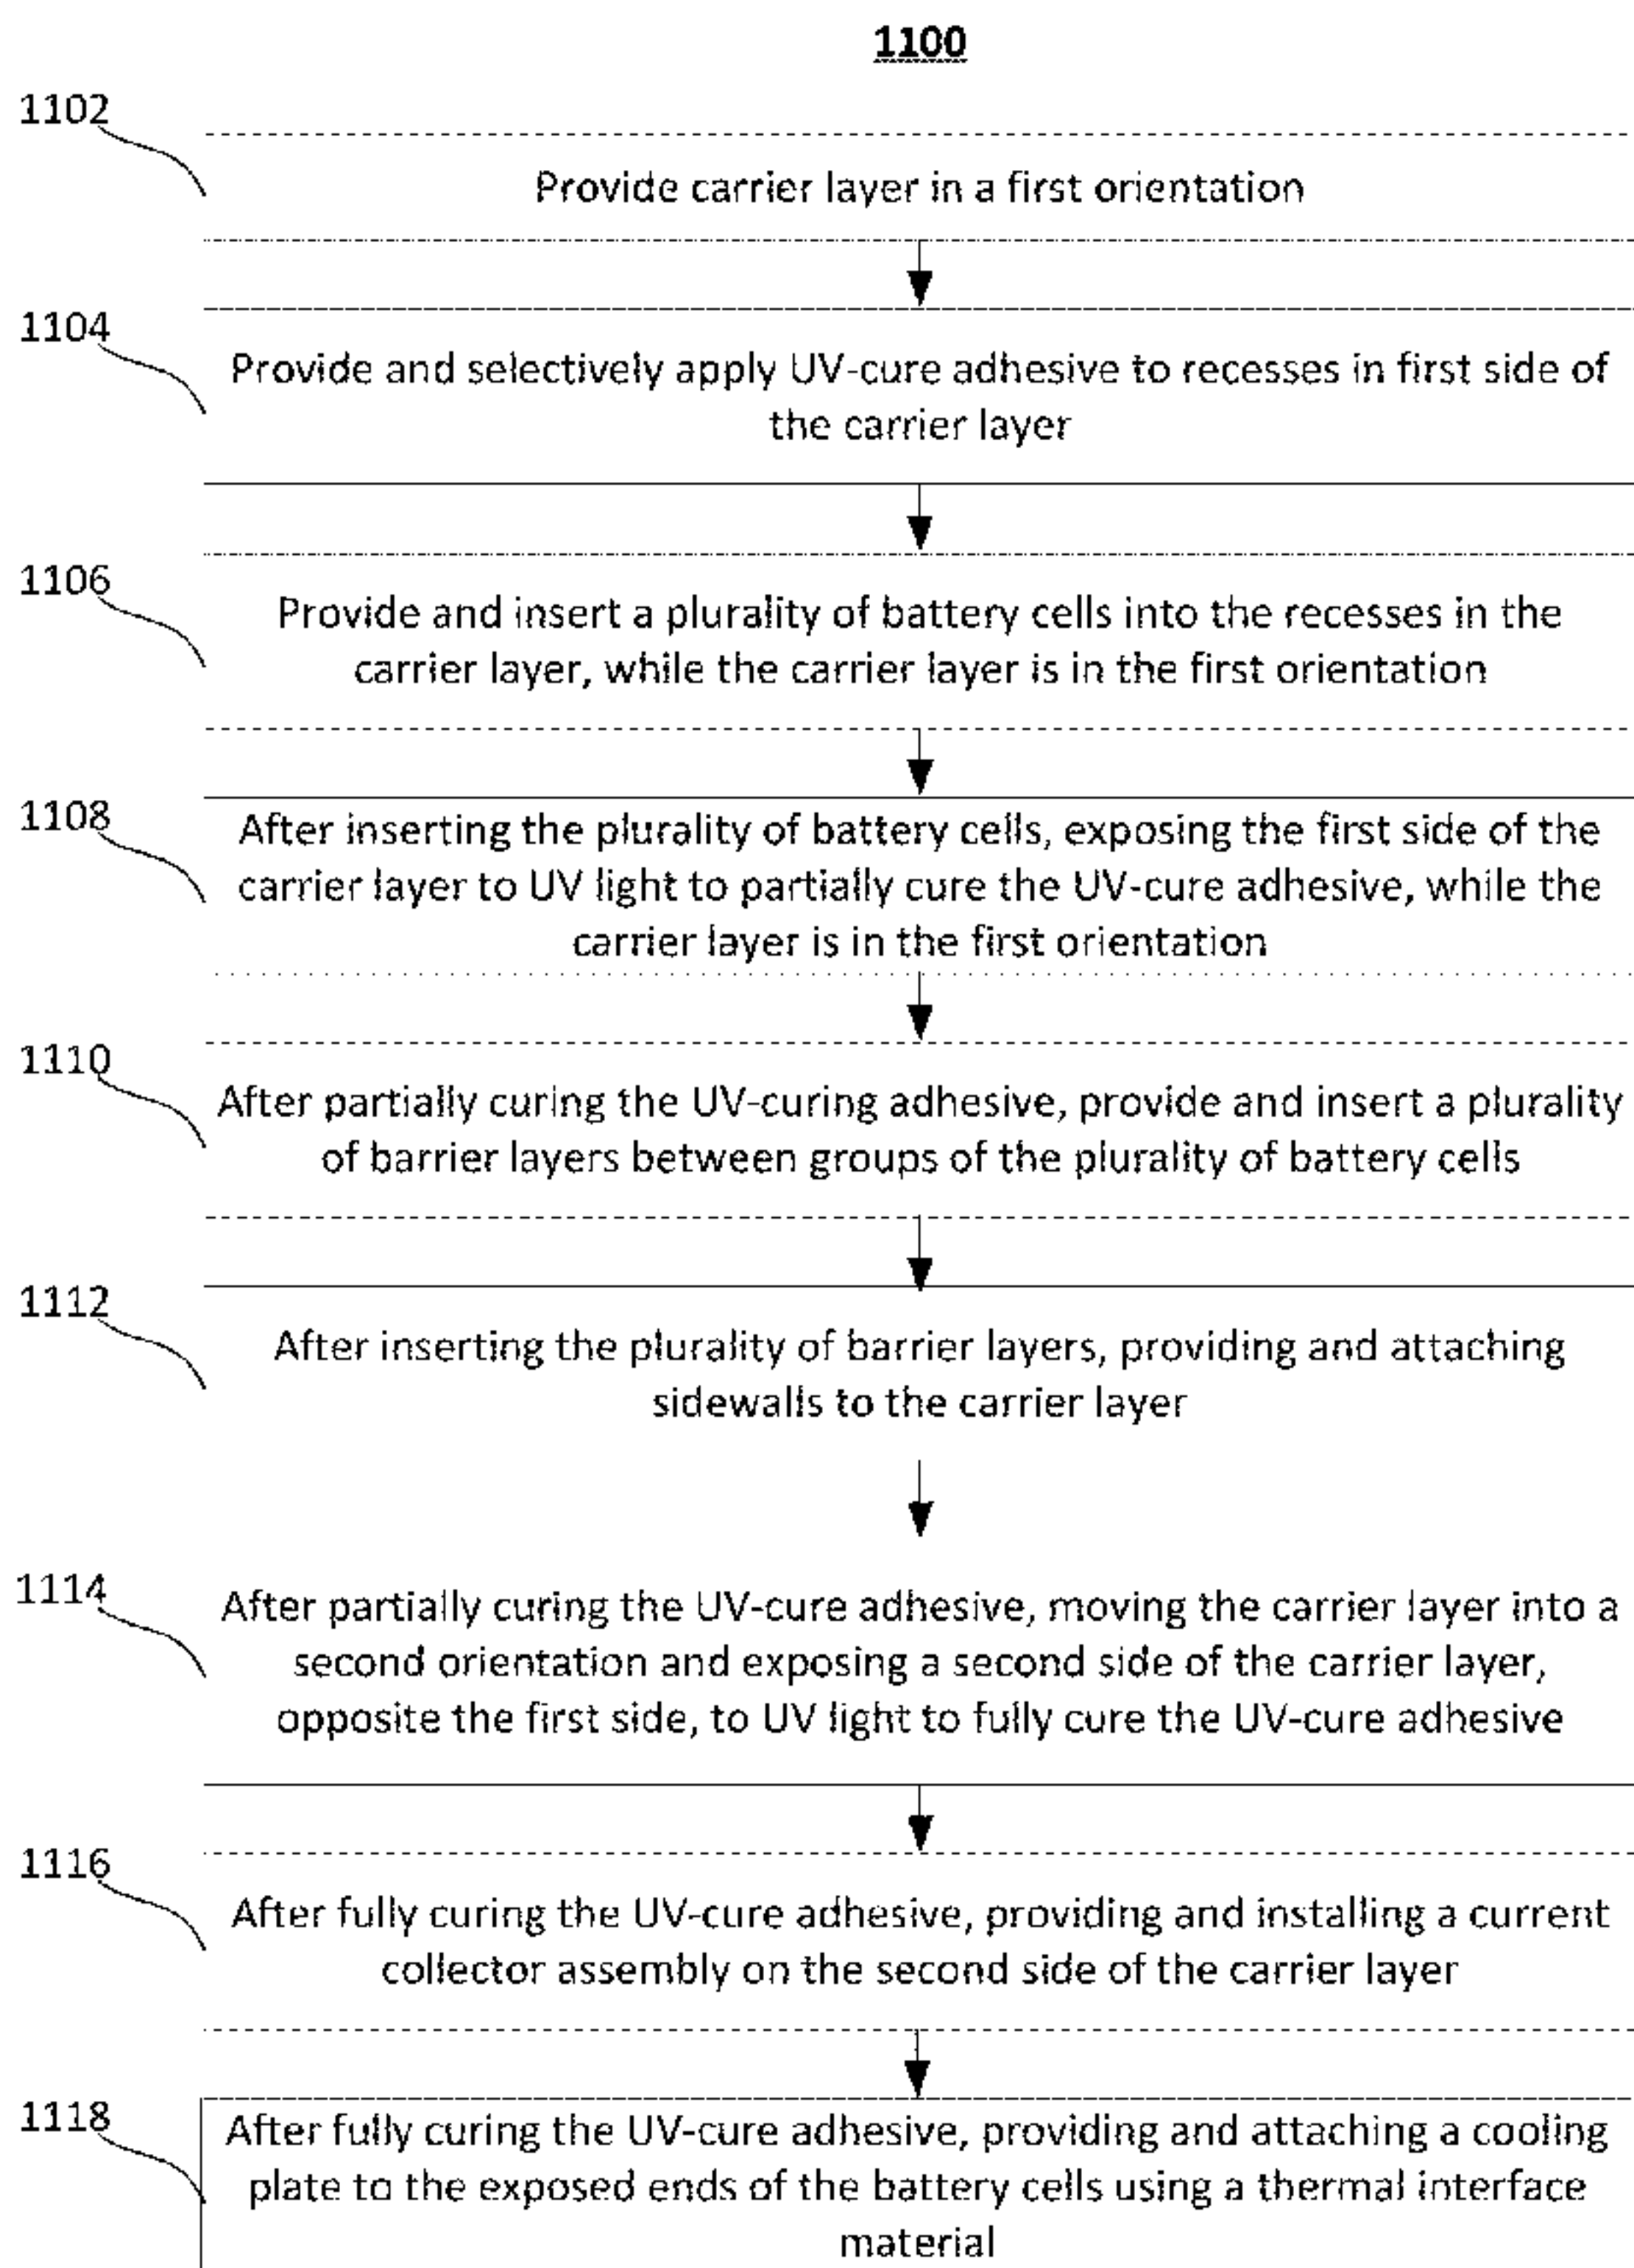 1100
1102
Provide carrier layer in a first orientation
1104
Provide and selectively apply UV-cure adhesive to recesses in first side of
the carrier layer
1106
Provide and insert a plurality of battery cells into the recesses in the
carrier layer, while the carrier layer is in the first orientation
1108
After inserting the plurality of battery cells, exposing the first side of the
carrier layer to UV light to partially cure the UV-cure adhesive, while the
carrier layer is in the first orientation
1110
After partially curing the UV-curing adhesive, provide and insert a plurality
of barrier layers between groups of the plurality of battery cells
1112
After inserting the plurality of barrier layers, providing and attaching
sidewalls to the carrier layer
1114
After partially curing the UV-cure adhesive, moving the carrier layer into a
second orientation and exposing a second side of the carrier layer,
opposite the first side, to UV light to fully cure the UV-cure adhesive
1116
After fully curing the UV-cure adhesive, providing and installing a current
collector assembly on the second side of the carrier layer
1118
After fully curing the UV-cure adhesive, providing and attaching a cooling
plate to the exposed ends of the battery cells using a thermal interface
material